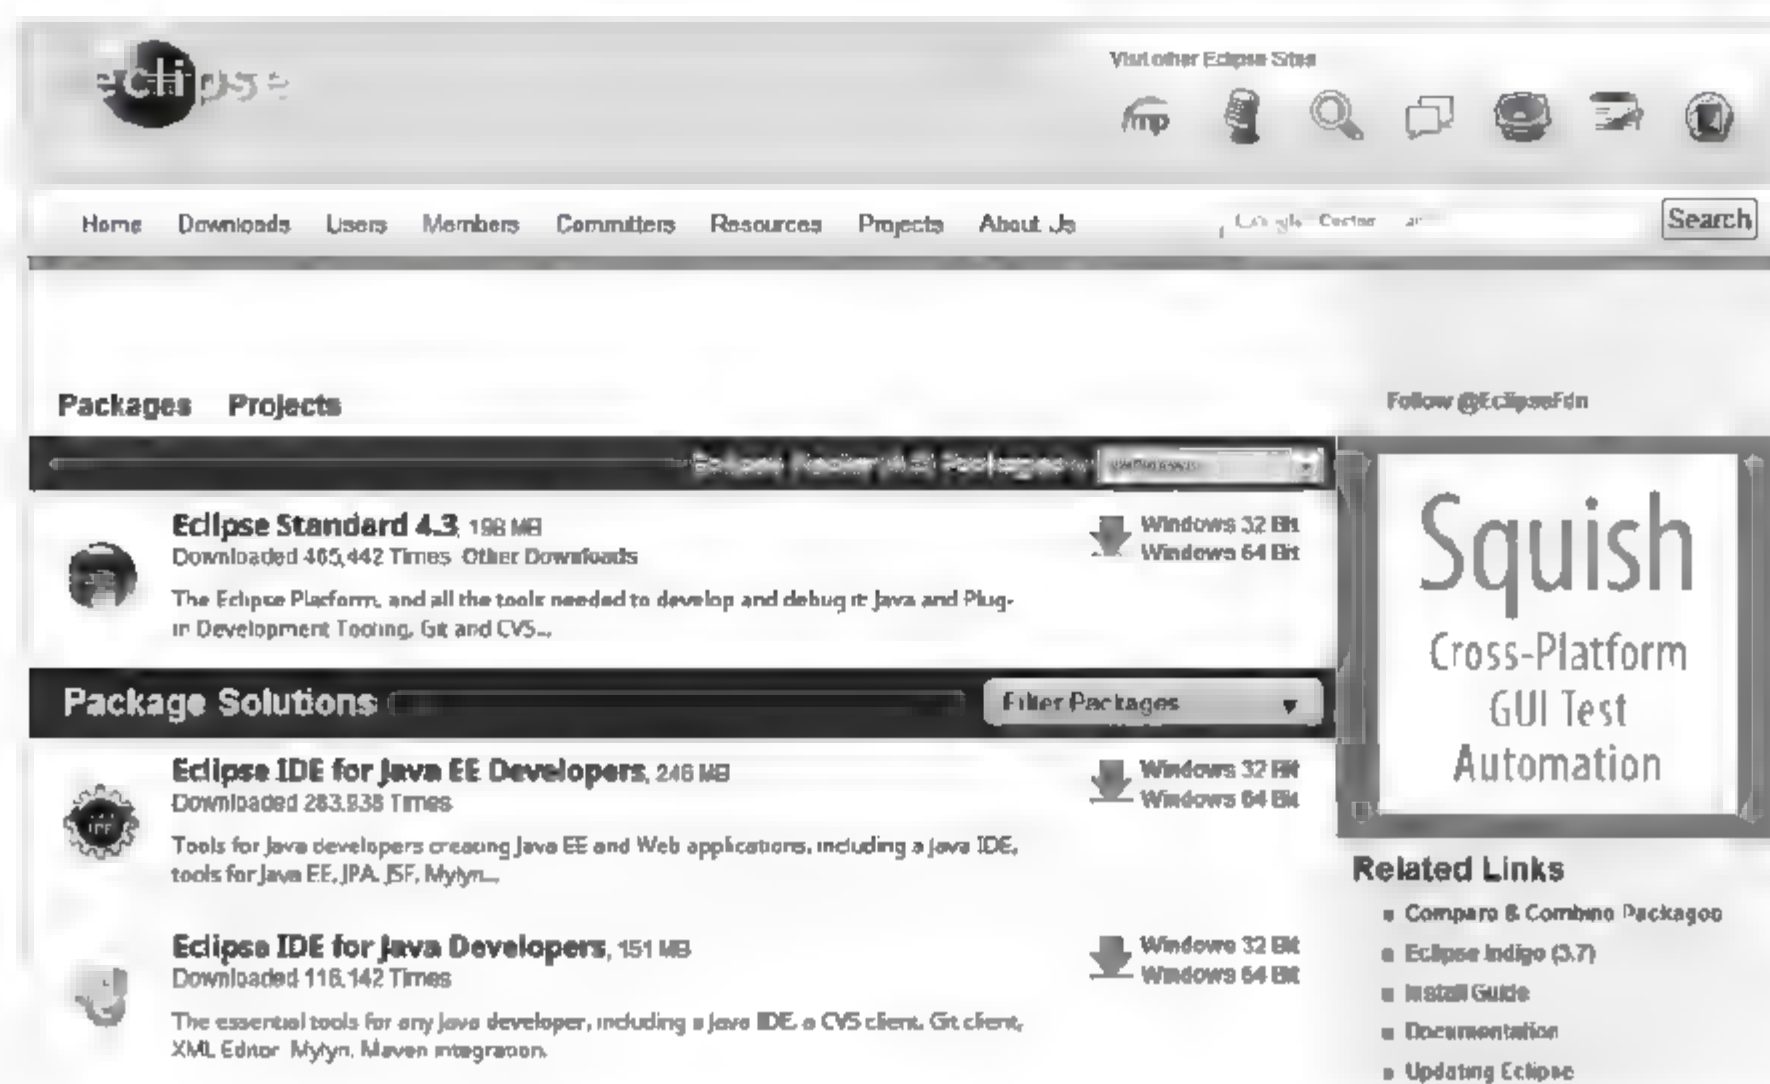 eclipse
Visit other Eclipse Sites
Home Downloads Users Members Committers Resources Projects About Us
Google Custom Search
Packages Projects
Follow @EclipseFdn
Packages
Eclipse Standard 4.3, 198 MB
Downloaded 465,442 Times Other Downloads
The Eclipse Platform, and all the tools needed to develop and debug it: Java and Plug-
in Development Tooling, Git and CVS...
Windows 32 Bit
Windows 64 Bit
Package Solutions
Filter Packages
Eclipse IDE for Java EE Developers, 246 MB
Downloaded 283,938 Times
Tools for Java developers creating Java EE and Web applications, including a Java IDE,
tools for Java EE, JPA, JSF, Mylyn...
Windows 32 Bit
Windows 64 Bit
Eclipse IDE for Java Developers, 151 MB
Downloaded 116,142 Times
The essential tools for any Java developer, including a Java IDE, a CVS client, Git client,
XML Editor, Mylyn, Maven integration.
Windows 32 Bit
Windows 64 Bit
Squish
Cross-Platform
GUI Test
Automation
Related Links
Compare & Combine Packages
Eclipse Indigo (3.7)
Install Guide
Documentation
Updating Eclipse